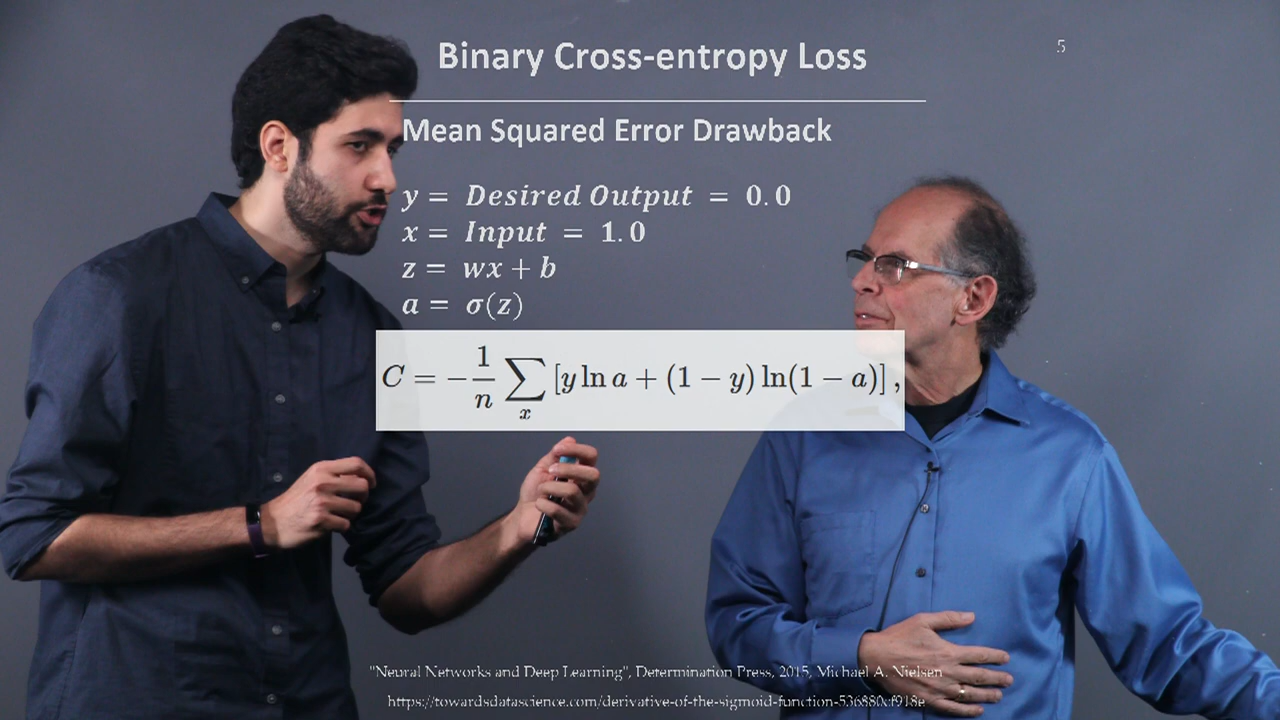 Binary Cross-entropy Loss
5
Mean Squared Error Drawback
y = Desired Output = 0.0
x = Input = 1.0
z = wx + b
a = σ(z)
C = −1/n ∑x [y ln a + (1 − y) ln(1 − a)],
"Neural Networks and Deep Learning", Determination Press, 2015, Michael A. Nielsen
https://towardsdatascience.com/derivative-of-the-sigmoid-function-536880cf918e